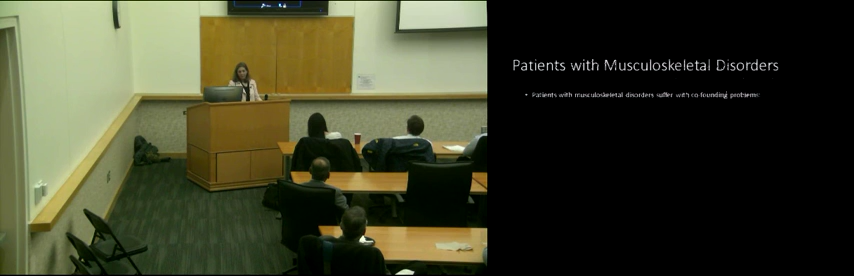 Patients with Musculoskeletal Disorders
• Patients with musculoskeletal disorders suffer with co-founding problems: